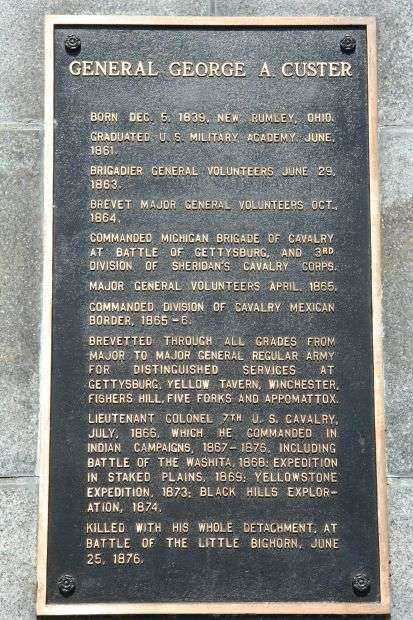 GENERAL GEORGE A. CUSTER
BORN DEC. 5, 1839, NEW RUMLEY, OHIO.
GRADUATED U.S. MILITARY ACADEMY JUNE,
1861.
BRIGADIER GENERAL VOLUNTEERS JUNE 29,
1863.
BREVET MAJOR GENERAL VOLUNTEERS OCT.,
1864.
COMMANDED MICHIGAN BRIGADE OF CAVALRY
AT BATTLE OF GETTYSBURG, AND 3RD
DIVISION OF SHERIDAN'S CAVALRY CORPS.
MAJOR GENERAL VOLUNTEERS APRIL, 1865.
COMMANDED DIVISION OF CAVALRY MEXICAN
BORDER, 1865-6.
BREVETTED THROUGH ALL GRADES FROM
MAJOR TO MAJOR GENERAL REGULAR ARMY
FOR DISTINGUISHED SERVICES AT
GETTYSBURG, YELLOW TAVERN, WINCHESTER,
FISHERS HILL, FIVE FORKS AND APPOMATTOX.
LIEUTENANT COLONEL 7TH U.S. CAVALRY,
JULY, 1866, WHICH HE COMMANDED IN
INDIAN CAMPAIGNS, 1867-1876, INCLUDING
BATTLE OF THE WASHITA, 1868; EXPEDITION
IN STAKED PLAINS, 1869; YELLOWSTONE
EXPEDITION, 1873; BLACK HILLS EXPLOR-
ATION, 1874.
KILLED WITH HIS WHOLE DETACHMENT, AT
BATTLE OF THE LITTLE BIGHORN, JUNE
25, 1876.